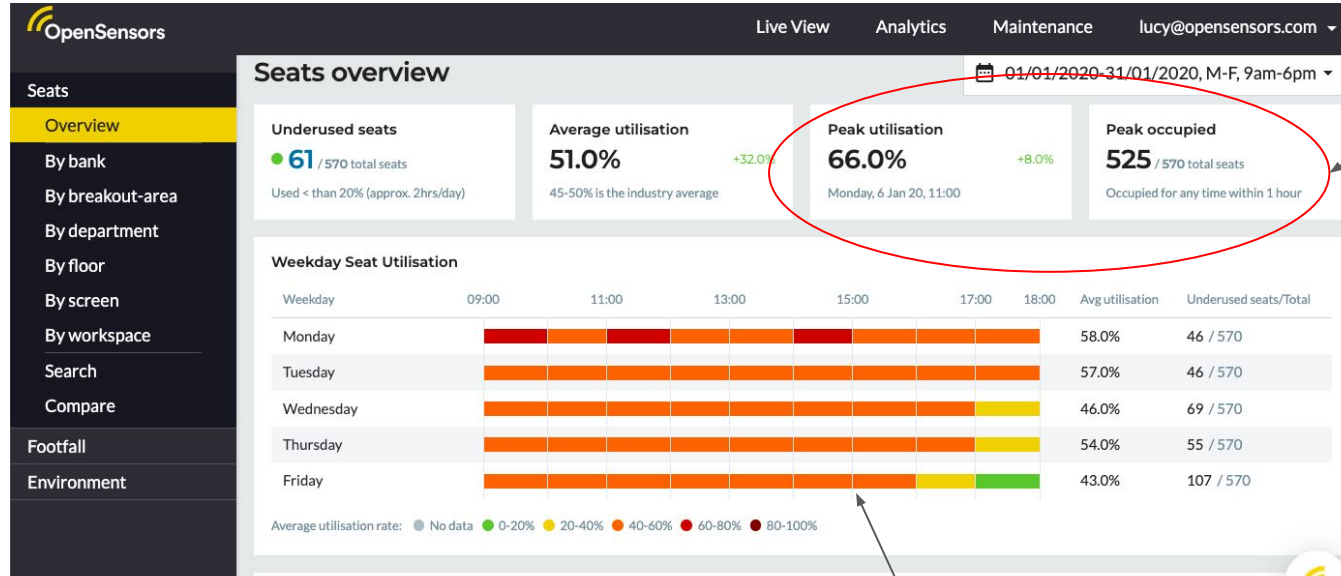 OpenSensors
Live View Analytics Maintenance lucy@opensensors.com
Seats overview
01/01/2020-31/01/2020, M-F, 9am-6pm
Seats
Overview
By bank
By breakout-area
By department
By floor
By screen
By workspace
Search
Compare
Footfall
Environment
Underused seats
61 / 570 total seats
Used < than 20% (approx. 2hrs/day)
Average utilisation
51.0% +32.0%
45-50% is the industry average
Peak utilisation
66.0% +8.0%
Monday, 6 Jan 20, 11:00
Peak occupied
525 / 570 total seats
Occupied for any time within 1 hour
Weekday Seat Utilisation
Weekday 09:00 11:00 13:00 15:00 17:00 18:00 Avg utilisation Underused seats/Total
Monday 58.0% 46 / 570
Tuesday 57.0% 46 / 570
Wednesday 46.0% 69 / 570
Thursday 54.0% 55 / 570
Friday 43.0% 107 / 570
Average utilisation rate: No data 0-20% 20-40% 40-60% 60-80% 80-100%